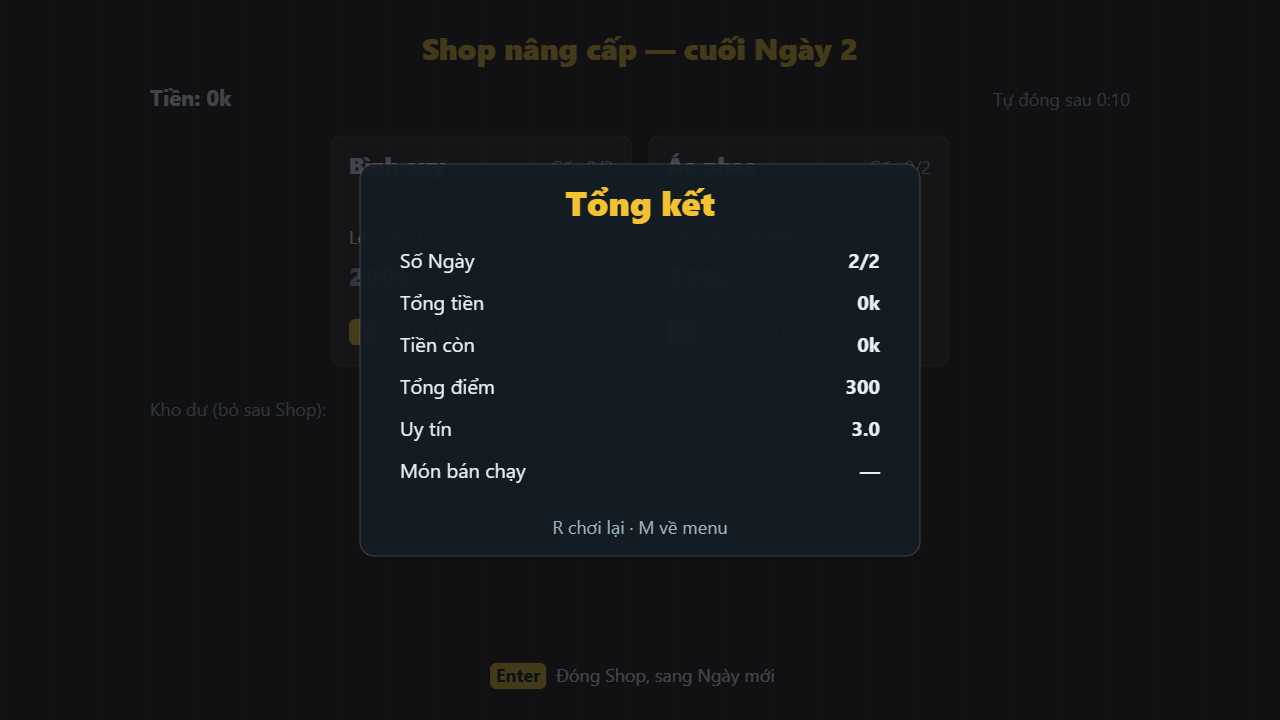 Shop nâng cấp — cuối Ngày 2
Tiền: 0k
Tự đóng sau 0:10
Tổng kết
Số Ngày 2/2
Tổng tiền 0k
Tiền còn 0k
Tổng điểm 300
Uy tín 3.0
Món bán chạy —
R chơi lại · M về menu
Kho dư (bỏ sau Shop):
Enter Đóng Shop, sang Ngày mới